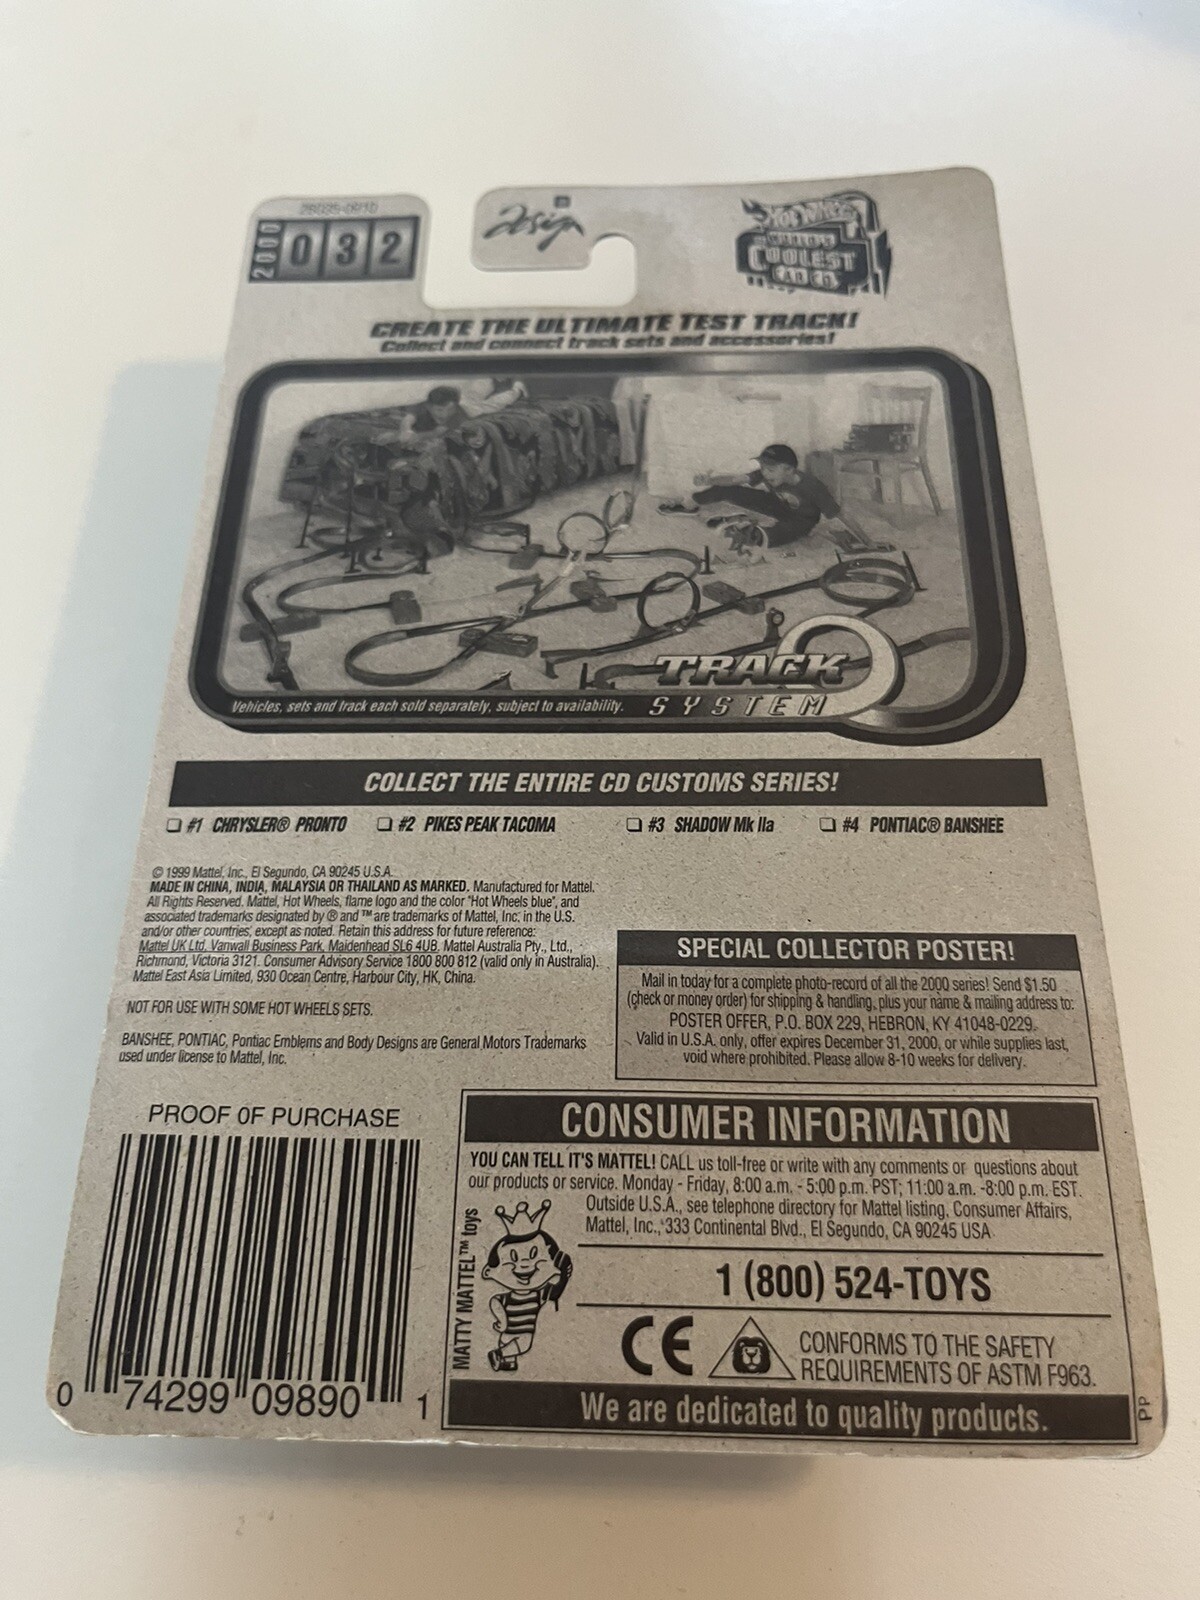 2000
032
Design
HOT WHEELS
WORLD'S
COOLEST
CAR CO.
CREATE THE ULTIMATE TEST TRACK!
Collect and connect track sets and accessories!
TRACK
SYSTEM
Vehicles, sets and track each sold separately, subject to availability.
COLLECT THE ENTIRE CD CUSTOMS SERIES!
#1 CHRYSLER® PRONTO #2 PIKES PEAK TACOMA #3 SHADOW Mk IIa #4 PONTIAC® BANSHEE
© 1999 Mattel, Inc., El Segundo, CA 90245 U.S.A.
MADE IN CHINA, INDIA, MALAYSIA OR THAILAND AS MARKED. Manufactured for Mattel.
All Rights Reserved. Mattel, Hot Wheels, flame logo and the color "Hot Wheels blue", and
associated trademarks designated by ® and ™ are trademarks of Mattel, Inc. in the U.S.
and/or other countries, except as noted. Retain this address for future reference:
Mattel UK Ltd, Vanwall Business Park, Maidenhead SL6 4UB. Mattel Australia Pty., Ltd.,
Richmond, Victoria 3121. Consumer Advisory Service 1800 800 812 (valid only in Australia).
Mattel East Asia Limited, 930 Ocean Centre, Harbour City, HK, China.
NOT FOR USE WITH SOME HOT WHEELS SETS.
BANSHEE, PONTIAC, Pontiac Emblems and Body Designs are General Motors Trademarks
used under license to Mattel, Inc.
SPECIAL COLLECTOR POSTER!
Mail in today for a complete photo-record of all the 2000 series! Send $1.50
(check or money order) for shipping & handling, plus your name & mailing address to:
POSTER OFFER, P.O. BOX 229, HEBRON, KY 41048-0229.
Valid in U.S.A. only, offer expires December 31, 2000, or while supplies last,
void where prohibited. Please allow 8-10 weeks for delivery.
PROOF OF PURCHASE
0 74299 09890 1
CONSUMER INFORMATION
YOU CAN TELL IT'S MATTEL! CALL us toll-free or write with any comments or questions about
our products or service. Monday - Friday, 8:00 a.m. - 5:00 p.m. PST; 11:00 a.m. -8:00 p.m. EST.
Outside U.S.A., see telephone directory for Mattel listing. Consumer Affairs,
Mattel, Inc., 333 Continental Blvd., El Segundo, CA 90245 USA
MATTY MATTEL™ toys
1 (800) 524-TOYS
CE
CONFORMS TO THE SAFETY
REQUIREMENTS OF ASTM F963.
We are dedicated to quality products.
PP